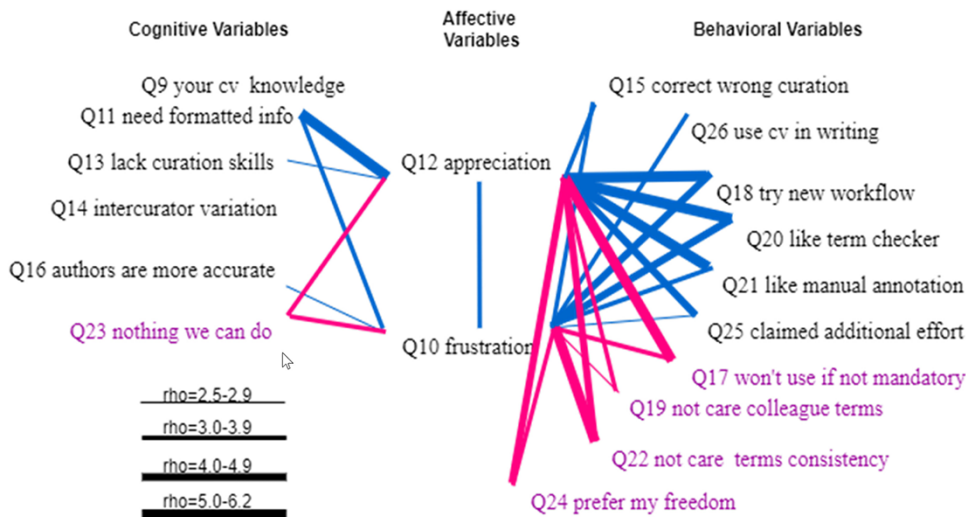 Cognitive Variables
Affective
Variables
Behavioral Variables
Q9 your cv knowledge
Q11 need formatted info
Q13 lack curation skills
Q14 intercurator variation
Q16 authors are more accurate
Q23 nothing we can do
Q12 appreciation
Q10 frustration
Q15 correct wrong curation
Q26 use cv in writing
Q18 try new workflow
Q20 like term checker
Q21 like manual annotation
Q25 claimed additional effort
Q17 won't use if not mandatory
Q19 not care colleague terms
Q22 not care terms consistency
Q24 prefer my freedom
rho=2.5-2.9
rho=3.0-3.9
rho=4.0-4.9
rho=5.0-6.2